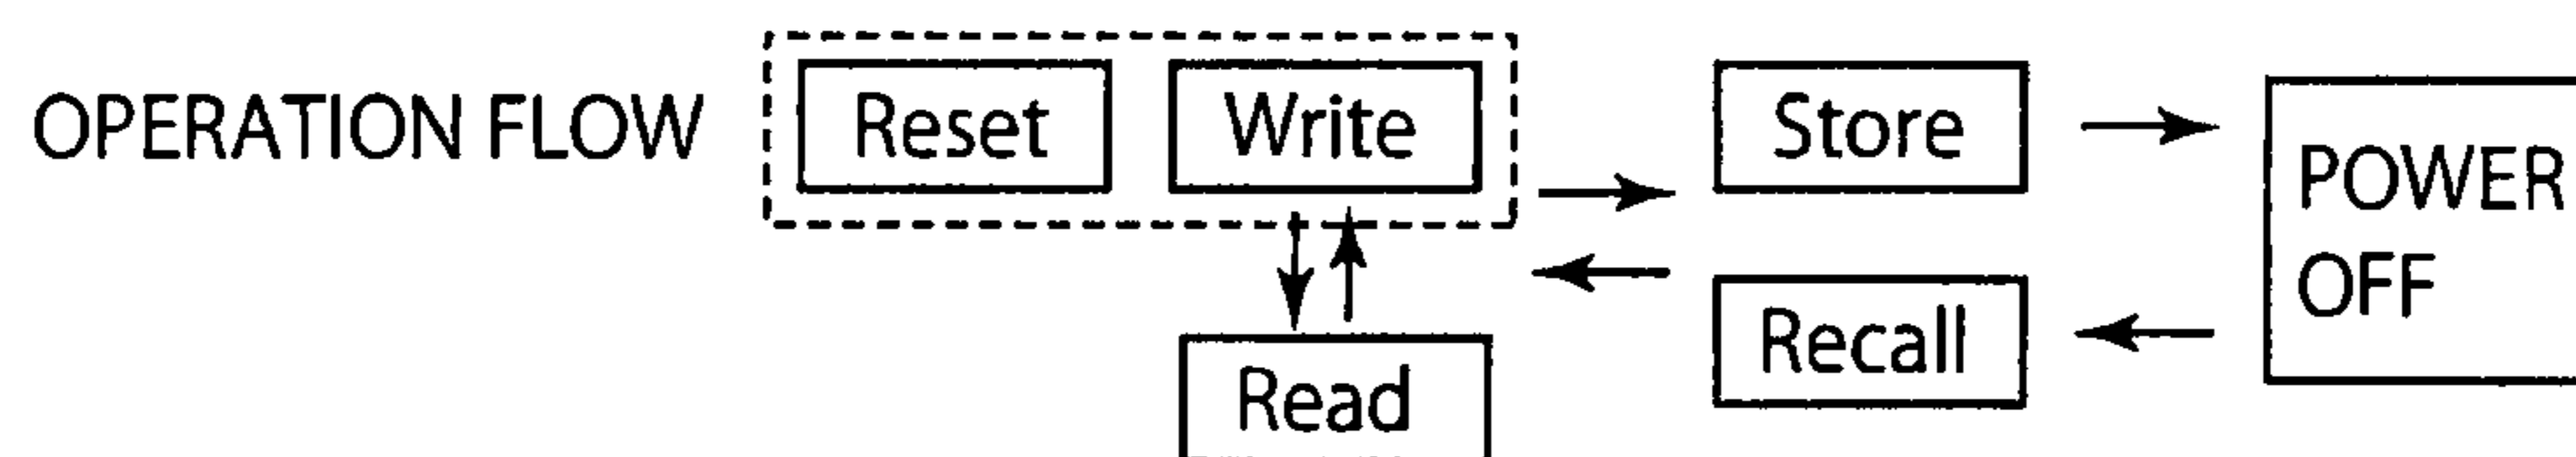 OPERATION FLOW
Reset
Write
Store
POWER
OFF
Recall
Read